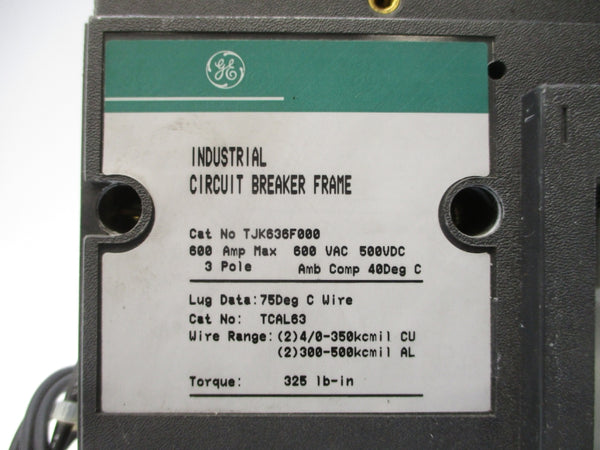 GE
INDUSTRIAL
CIRCUIT BREAKER FRAME
Cat No TJK636F000
600 Amp Max 600 VAC 500VDC
3 Pole Amb Comp 40Deg C
Lug Data: 75Deg C Wire
Cat No: TCAL63
Wire Range: (2)4/0-350kcmil CU
(2)300-500kcmil AL
Torque: 325 lb-in